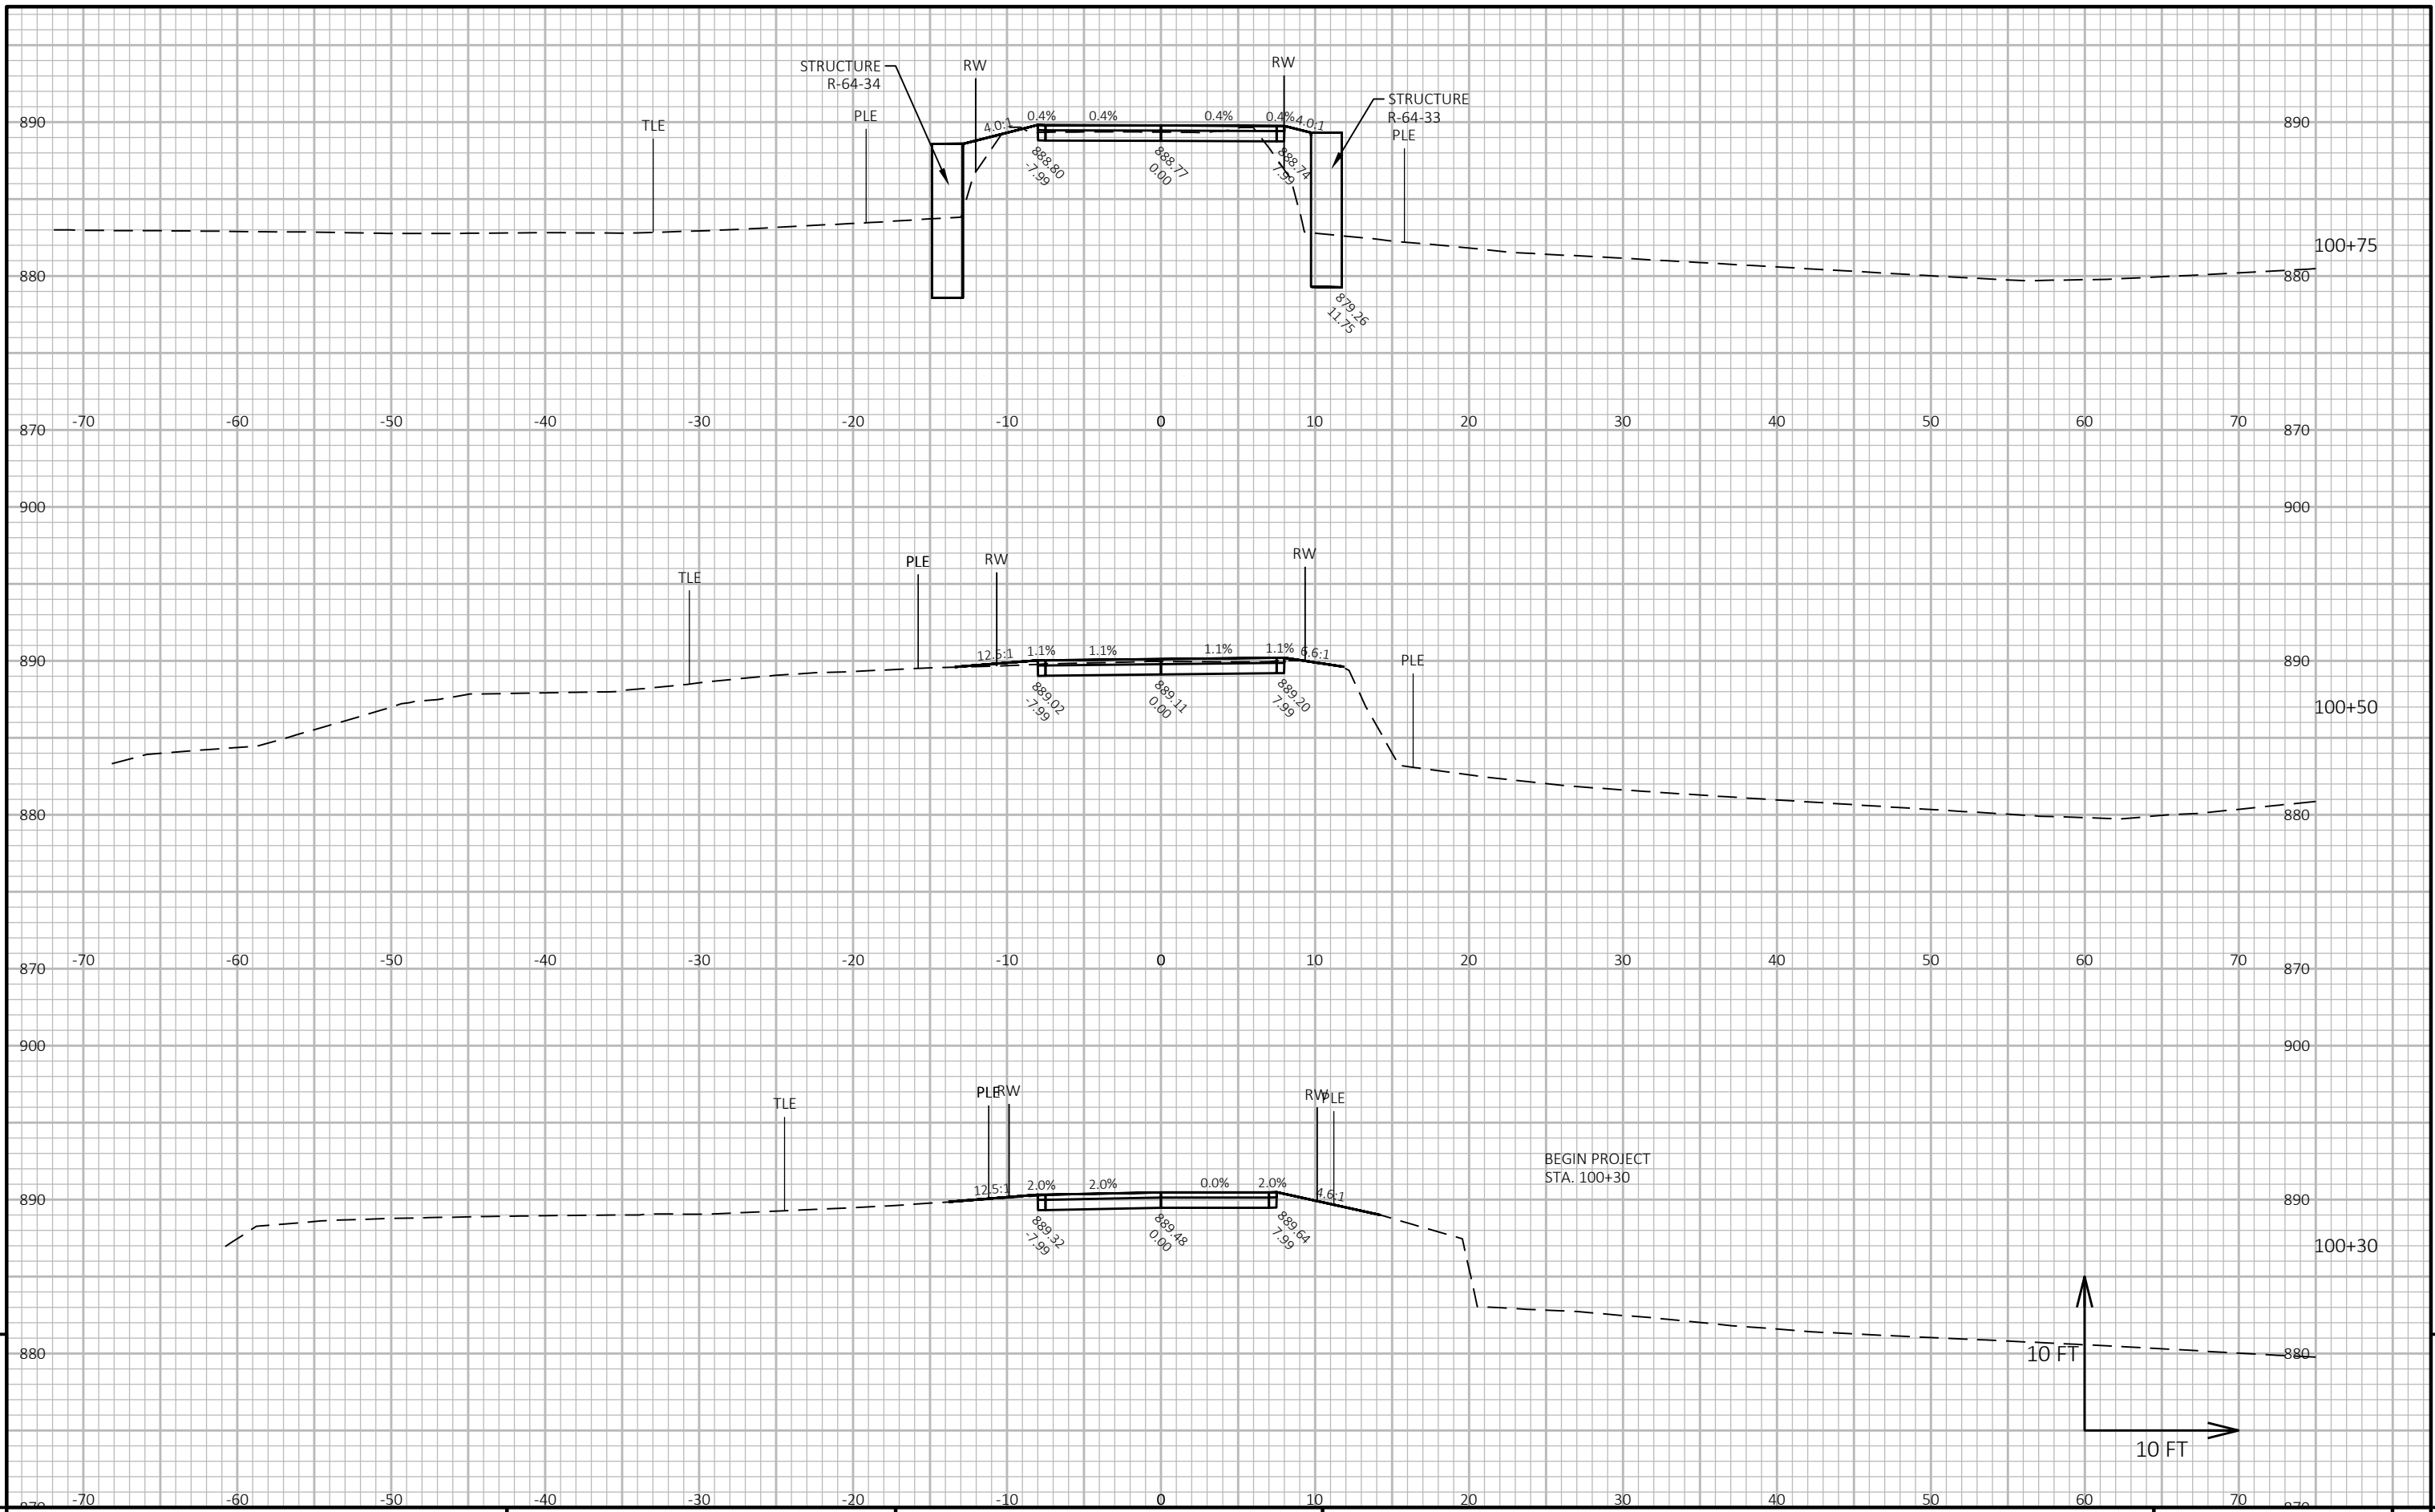 STRUCTURE
R-64-34
RW
RW
STRUCTURE
R-64-33
PLE
TLE
PLE
890
4.0:1
0.4%
0.4%
0.4%
0.4%
4.0:1
890
888.80
-7.99
888.77
0.00
888.74
7.99
100+75
880
880
879.26
11.75
-70 -60 -50 -40 -30 -20 -10 0 10 20 30 40 50 60 70
870
870
900
900
TLE
PLE
RW
RW
PLE
890
12.5:1
1.1%
1.1%
1.1%
1.1%
6.6:1
890
889.02
-7.99
889.11
0.00
889.20
7.99
100+50
880
880
-70 -60 -50 -40 -30 -20 -10 0 10 20 30 40 50 60 70
870
870
900
900
TLE
PLE
RW
RW
PLE
BEGIN PROJECT
STA. 100+30
890
12.5:1
2.0%
2.0%
0.0%
2.0%
4.6:1
890
889.32
-7.99
889.48
0.00
889.64
7.99
100+30
880
10 FT
880
10 FT
-70 -60 -50 -40 -30 -20 -10 0 10 20 30 40 50 60 70
870
870